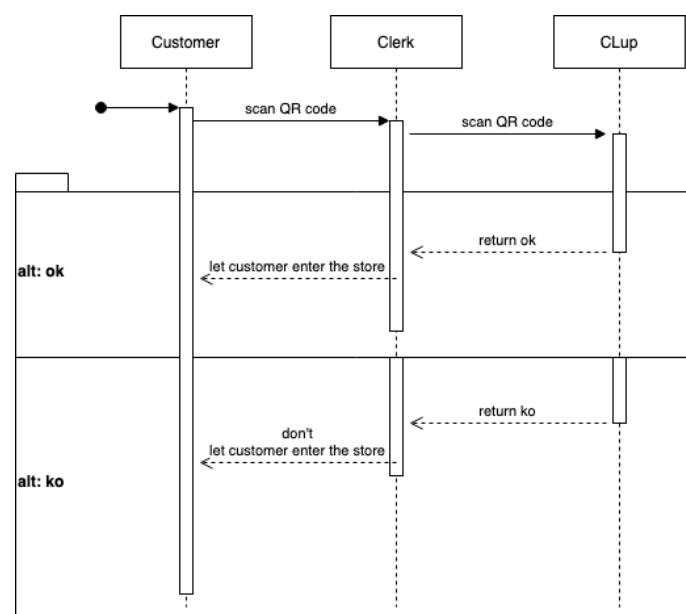 Customer
Clerk
CLup
scan QR code
scan QR code
return ok
let customer enter the store
alt: ok
return ko
don't
let customer enter the store
alt: ko